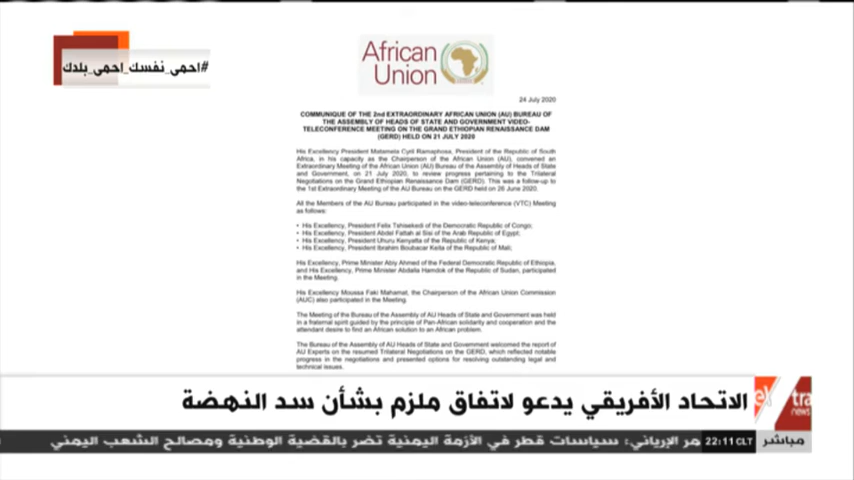 #احمى_نفسك_احمى_بلدك
African
Union
24 July 2020
COMMUNIQUE OF THE 2nd EXTRAORDINARY AFRICAN UNION (AU) BUREAU OF
THE ASSEMBLY OF HEADS OF STATE AND GOVERNMENT VIDEO-
TELECONFERENCE MEETING ON THE GRAND ETHIOPIAN RENAISSANCE DAM
(GERD) HELD ON 21 JULY 2020
His Excellency President Matamela Cyril Ramaphosa, President of the Republic of South
Africa, in his capacity as the Chairperson of the African Union (AU), convened an
Extraordinary Meeting of the African Union (AU) Bureau of the Assembly of Heads of State
and Government, on 21 July 2020, to review progress pertaining to the Trilateral
Negotiations on the Grand Ethiopian Renaissance Dam (GERD). This was a follow-up to
the 1st Extraordinary Meeting of the AU Bureau on the GERD held on 26 June 2020.
All the Members of the AU Bureau participated in the video-teleconference (VTC) Meeting
as follows:
• His Excellency, President Felix Tshisekedi of the Democratic Republic of Congo;
• His Excellency, President Abdel Fattah al Sisi of the Arab Republic of Egypt;
• His Excellency, President Uhuru Kenyatta of the Republic of Kenya;
• His Excellency, President Ibrahim Boubacar Keita of the Republic of Mali;
His Excellency, Prime Minister Abiy Ahmed of the Federal Democratic Republic of Ethiopia,
and His Excellency, Prime Minister Abdalla Hamdok of the Republic of Sudan, participated
in the Meeting.
His Excellency Moussa Faki Mahamat, the Chairperson of the African Union Commission
(AUC) also participated in the Meeting.
The Meeting of the Bureau of the Assembly of AU Heads of State and Government was held
in a fraternal spirit guided by the principle of Pan-African solidarity and cooperation and the
attendant desire to find an African solution to an African problem.
The Bureau of the Assembly of AU Heads of State and Government welcomed the report of
AU Experts on the resumed Trilateral Negotiations on the GERD, which reflected notable
progress in the negotiations and presented options for resolving outstanding legal and
technical issues.
الاتحاد الأفريقي يدعو لاتفاق ملزم بشأن سد النهضة
tra
news
مباشر
22:11 CLT
مر الإرياني: سياسات قطر في الأزمة اليمنية تضر بالقضية الوطنية ومصالح الشعب اليمني